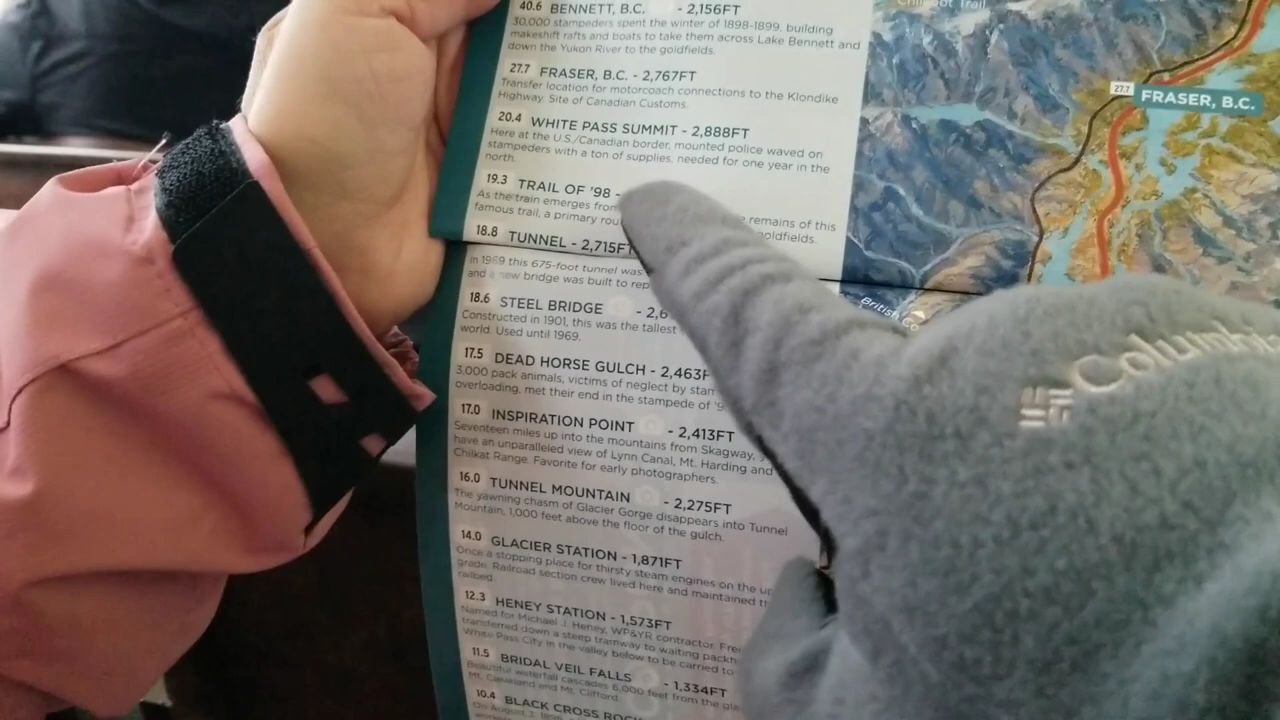 40.6 BENNETT, B.C. - 2,156FT
30,000 stampeders spent the winter of 1898-1899, building
makeshift rafts and boats to take them across Lake Bennett and
down the Yukon River to the goldfields.
27.7 FRASER, B.C. - 2,767FT
Transfer location for motorcoach connections to the Klondike
Highway. Site of Canadian Customs.
20.4 WHITE PASS SUMMIT - 2,888FT
Here at the U.S./Canadian border, mounted police waved on
stampeders with a ton of supplies, needed for one year in the
north.
19.3 TRAIL OF '98 -
As the train emerges from remains of this
famous trail, a primary goldfields.
18.8 TUNNEL - 2,715FT
In 1969 this 675-foot tunnel was
and a new bridge was built to
18.6 STEEL BRIDGE - 2,6
Constructed in 1901, this was the tallest
world. Used until 1969.
17.5 DEAD HORSE GULCH - 2,463F
3,000 pack animals, victims of neglect by
overloading, met their end in the stampede of '9
17.0 INSPIRATION POINT - 2,413FT
Seventeen miles up into the mountains from Skagway,
have an unparalleled view of Lynn Canal, Mt. Harding and
Chilkat Range. Favorite for early photographers.
16.0 TUNNEL MOUNTAIN - 2,275FT
The yawning chasm of Glacier Gorge disappears into Tunnel
Mountain, 1,000 feet above the floor of the gulch.
14.0 GLACIER STATION - 1,871FT
Once a stopping place for thirsty steam engines on the
grade. Railroad section crew lived here and maintained
railbed.
12.3 HENEY STATION - 1,573FT
Named for Michael J. Heney, WP&YR contractor.
transferred down a steep tramway to waiting
White Pass City in the valley below to be carried to
11.5 BRIDAL VEIL FALLS - 1,334FT
Beautiful waterfall cascades 6,000 feet from the
Mt. Cleveland and Mt. Clifford.
10.4 BLACK CROSS ROCK
On August
Chilkoot Trail
27.7 FRASER, B.C.
British Co
Columbia